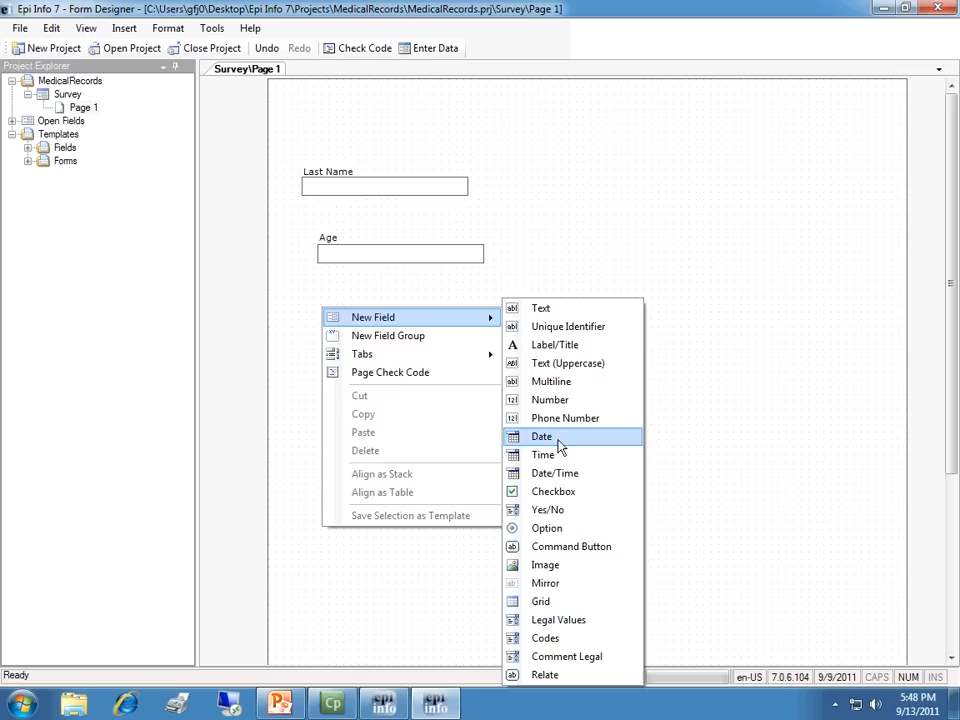 Epi Info 7 - Form Designer - [C:\Users\gfj0\Desktop\Epi Info 7\Projects\MedicalRecords\MedicalRecords.prj\Survey\Page 1]
File Edit View Insert Format Tools Help
New Project Open Project Close Project Undo Redo Check Code Enter Data
Project Explorer
MedicalRecords
Survey
Page 1
Open Fields
Templates
Fields
Forms
Survey\Page 1
Last Name
Age
New Field
New Field Group
Tabs
Page Check Code
Cut
Copy
Paste
Delete
Align as Stack
Align as Table
Save Selection as Template
Text
Unique Identifier
Label/Title
Text (Uppercase)
Multiline
Number
Phone Number
Date
Time
Date/Time
Checkbox
Yes/No
Option
Command Button
Image
Mirror
Grid
Legal Values
Codes
Comment Legal
Relate
Ready
en-US 7.0.6.104 9/9/2011 CAPS NUM INS
Cp
epi info
epi info
5:48 PM
9/13/2011